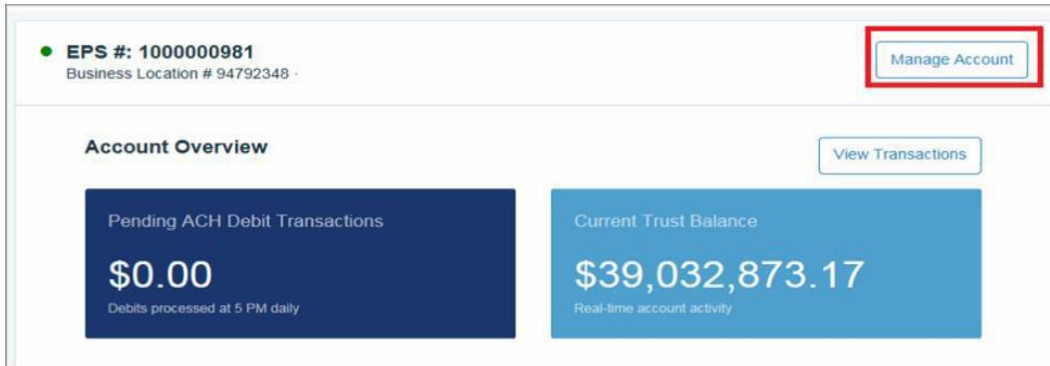 EPS #: 1000000981
Business Location # 94792348 ·
Manage Account
Account Overview
View Transactions
Pending ACH Debit Transactions
$0.00
Debits processed at 5 PM daily
Current Trust Balance
$39,032,873.17
Real-time account activity